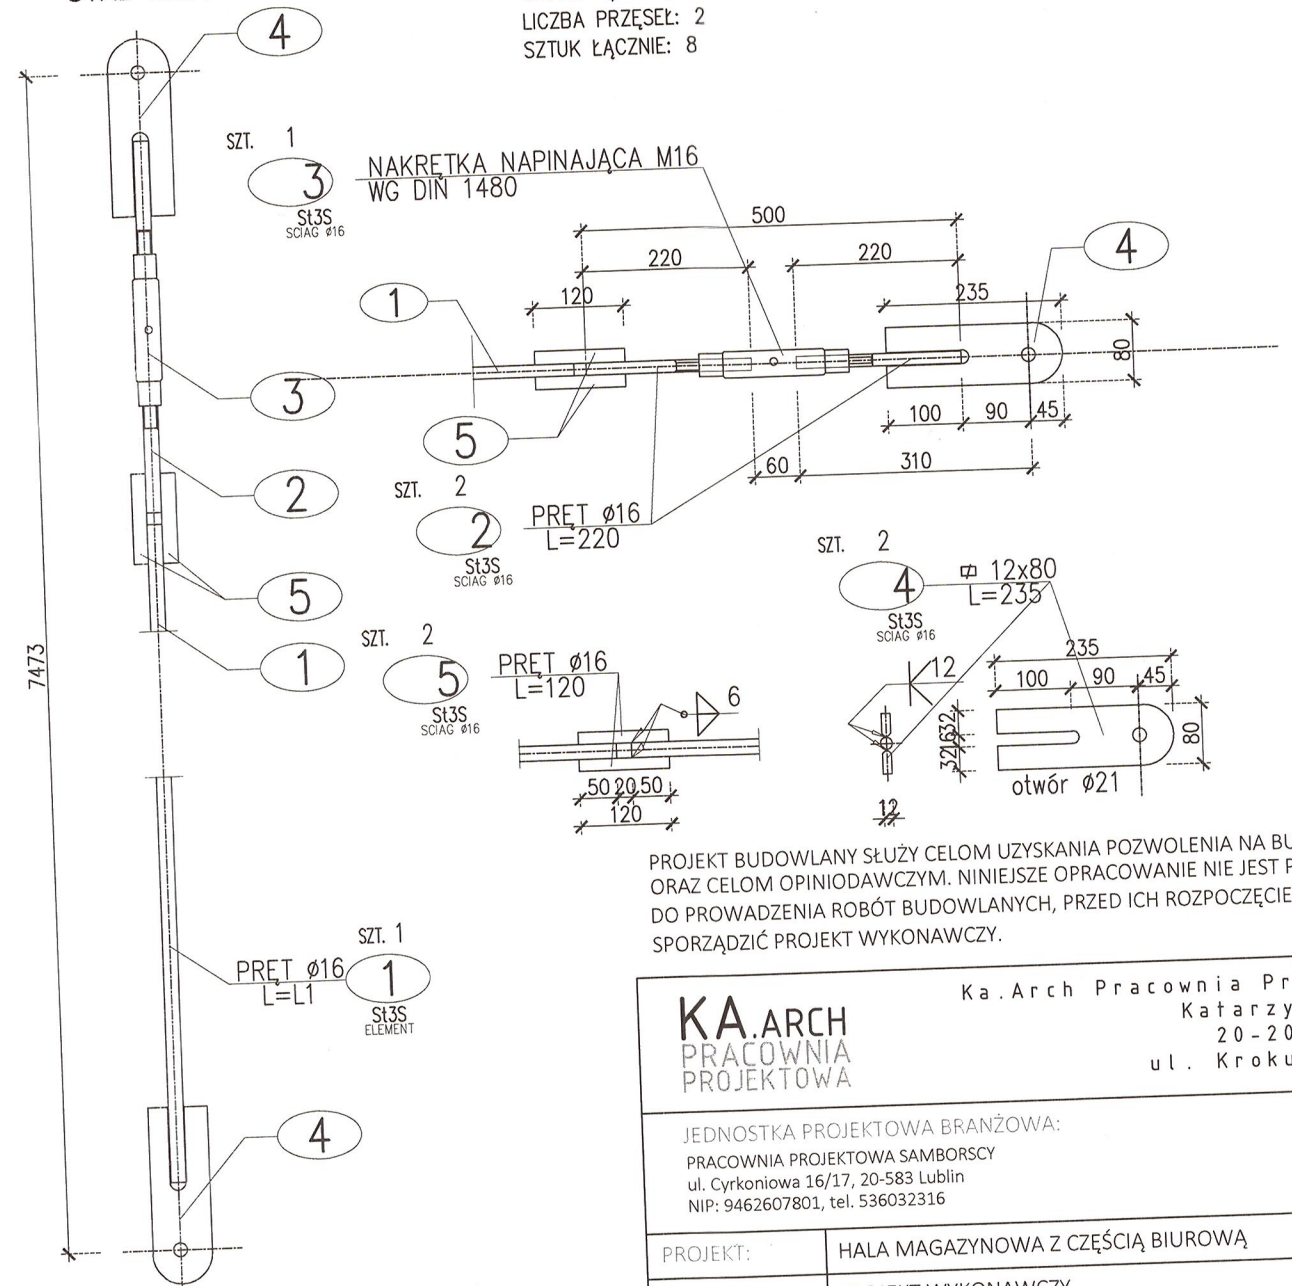 LICZBA PRZĘSEŁ: 2
SZTUK ŁĄCZNIE: 8
4
SZT. 1
3
St3S
SCIAG ø16
NAKRĘTKA NAPINAJĄCA M16
WG DIN 1480
500
220
220
4
1
120
235
80
3
5
100
90
45
60
310
2
SZT. 2
2
St3S
SCIAG ø16
PRĘT ø16
L=220
SZT. 2
4
St3S
SCIAG ø16
12x80
L=235
5
1
7473
SZT. 2
5
St3S
SCIAG ø16
PRĘT ø16
L=120
6
50 20 50
120
12
32
16
32
12
235
100
90
45
80
otwór ø21
PROJEKT BUDOWLANY SŁUŻY CELOM UZYSKANIA POZWOLENIA NA
ORAZ CELOM OPINIODAWCZYM. NINIEJSZE OPRACOWANIE NIE JEST
DO PROWADZENIA ROBÓT BUDOWLANYCH, PRZED ICH
SPORZĄDZIĆ PROJEKT WYKONAWCZY.
SZT. 1
1
St3S
ELEMENT
PRĘT ø16
L=L1
4
KA.ARCH
PRACOWNIA
PROJEKTOWA
Ka.Arch Pracownia Pr
Katarzy
20-20
ul. Kroku
JEDNOSTKA PROJEKTOWA BRANŻOWA:
PRACOWNIA PROJEKTOWA SAMBORSCY
ul. Cyrkoniowa 16/17, 20-583 Lublin
NIP: 9462607801, tel. 536032316
PROJEKT:
HALA MAGAZYNOWA Z CZĘŚCIĄ BIUROWĄ